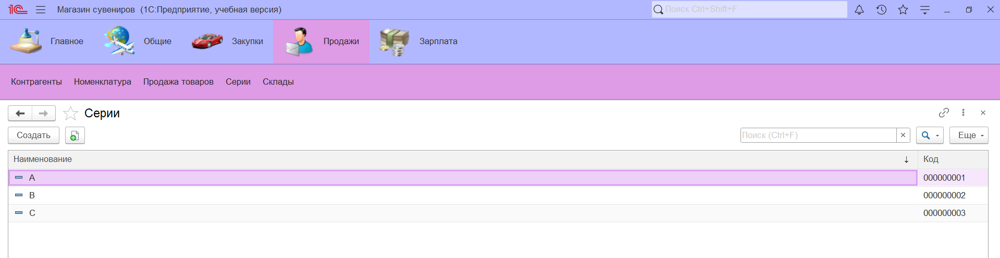 1С Магазин сувениров (1С:Предприятие, учебная версия) Поиск Ctrl+Shift+F
Главное Общие Закупки Продажи Зарплата
Контрагенты Номенклатура Продажа товаров Серии Склады
Серии
Создать Поиск (Ctrl+F) × Еще
Наименование ↓ Код
A 000000001
B 000000002
C 000000003